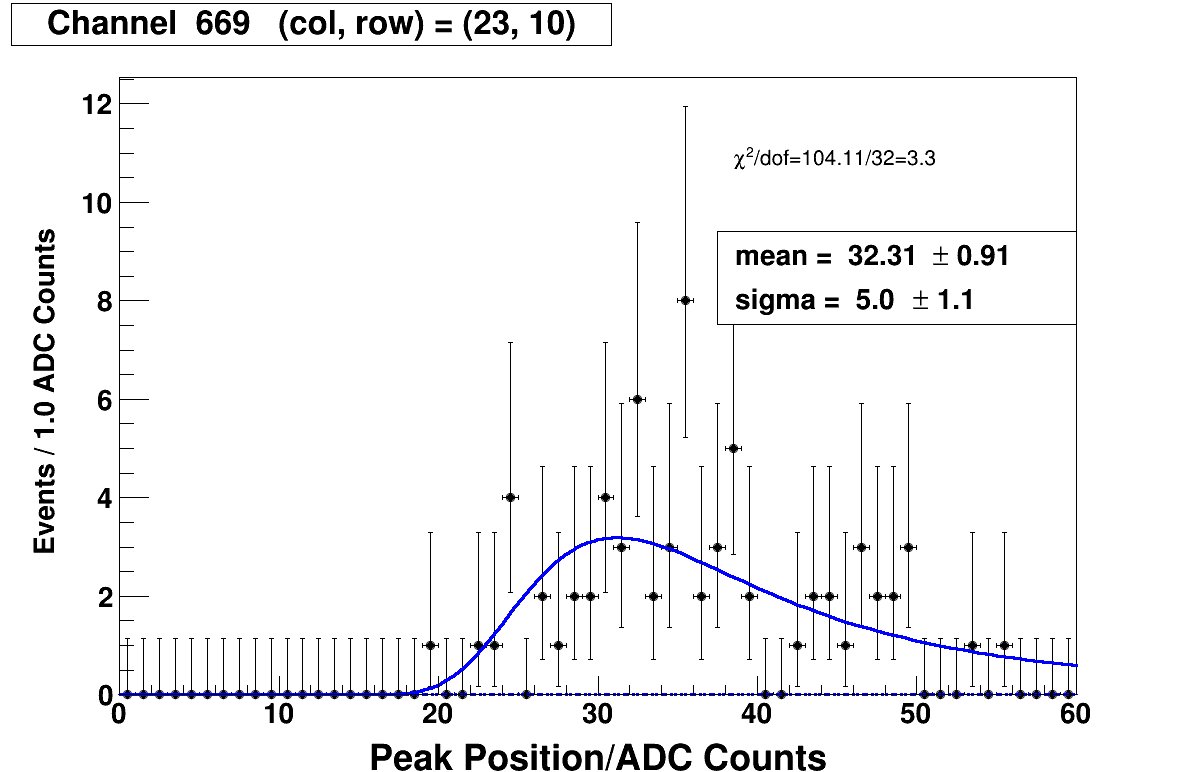 Channel 669 (col, row) = (23, 10)
12
χ²/dof=104.11/32=3.3
10
mean = 32.31 ± 0.91
8
sigma = 5.0 ± 1.1
6
4
2
0
Events / 1.0 ADC Counts
0 10 20 30 40 50 60
Peak Position/ADC Counts